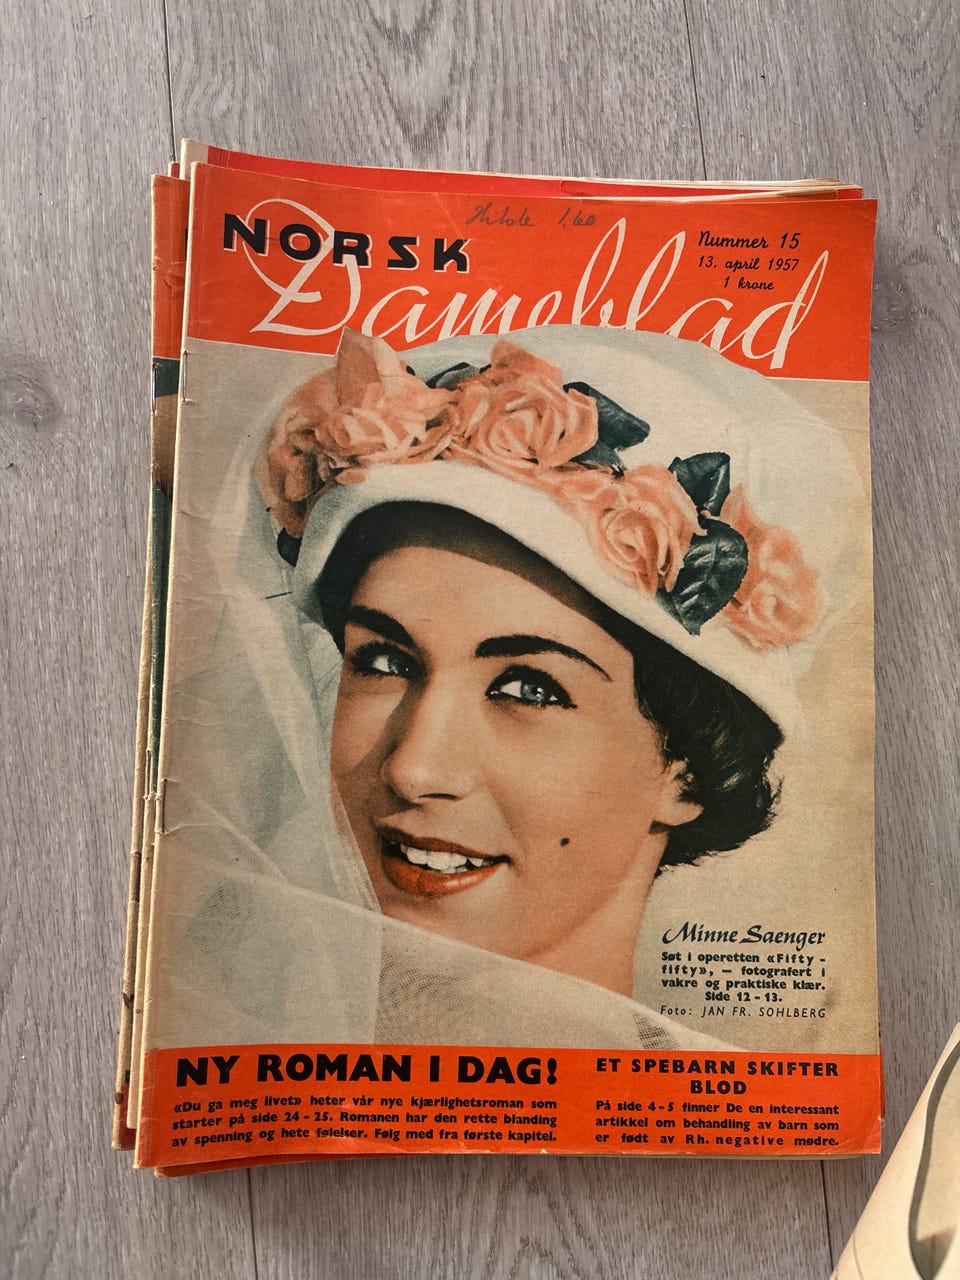 Hilde 1.60
NORSK
Dameblad
Nummer 15
13. april 1957
1 krone
Minne Saenger
Søt i operetten «Fifty-
fifty», – fotografert i
vakre og praktiske klær.
Side 12 - 13.
Foto: JAN FR. SOHLBERG
NY ROMAN I DAG!
«Du ga meg livet» heter vår nye kjærlighetsroman som
starter på side 24 - 25. Romanen har den rette blanding
av spenning og hete følelser. Følg med fra første kapitel.
ET SPEBARN SKIFTER
BLOD
På side 4 - 5 finner De en interessant
artikkel om behandling av barn som
er født av Rh. negative mødre.